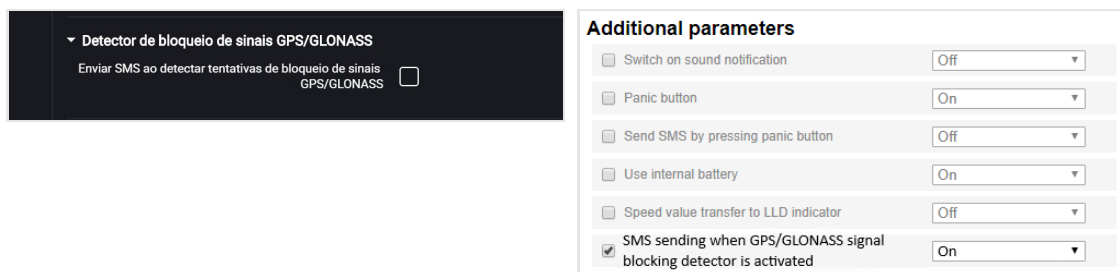 Detector de bloqueio de sinais GPS/GLONASS
Enviar SMS ao detectar tentativas de bloqueio de sinais
GPS/GLONASS
Additional parameters
Switch on sound notification Off
Panic button On
Send SMS by pressing panic button Off
Use internal battery On
Speed value transfer to LLD indicator Off
SMS sending when GPS/GLONASS signal
blocking detector is activated On